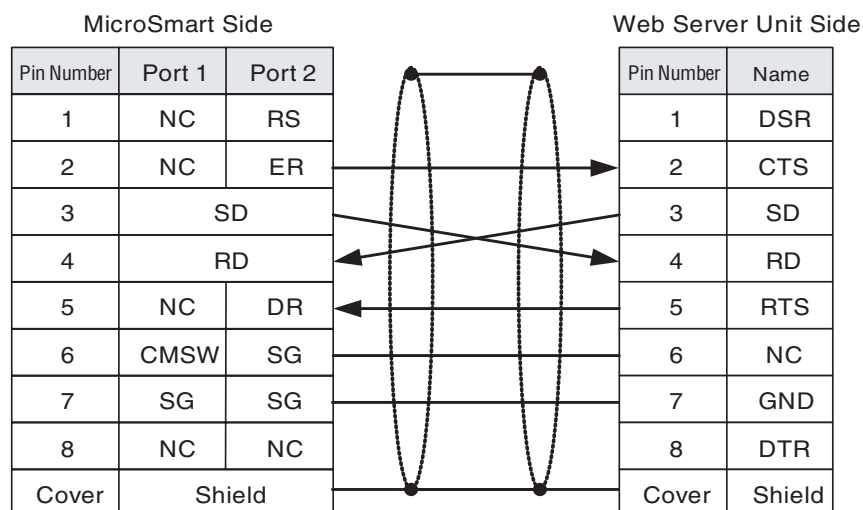 MicroSmart Side
Pin Number Port 1 Port 2
1 NC RS
2 NC ER
3 SD
4 RD
5 NC DR
6 CMSW SG
7 SG SG
8 NC NC
Cover Shield
Web Server Unit Side
Pin Number Name
1 DSR
2 CTS
3 SD
4 RD
5 RTS
6 NC
7 GND
8 DTR
Cover Shield